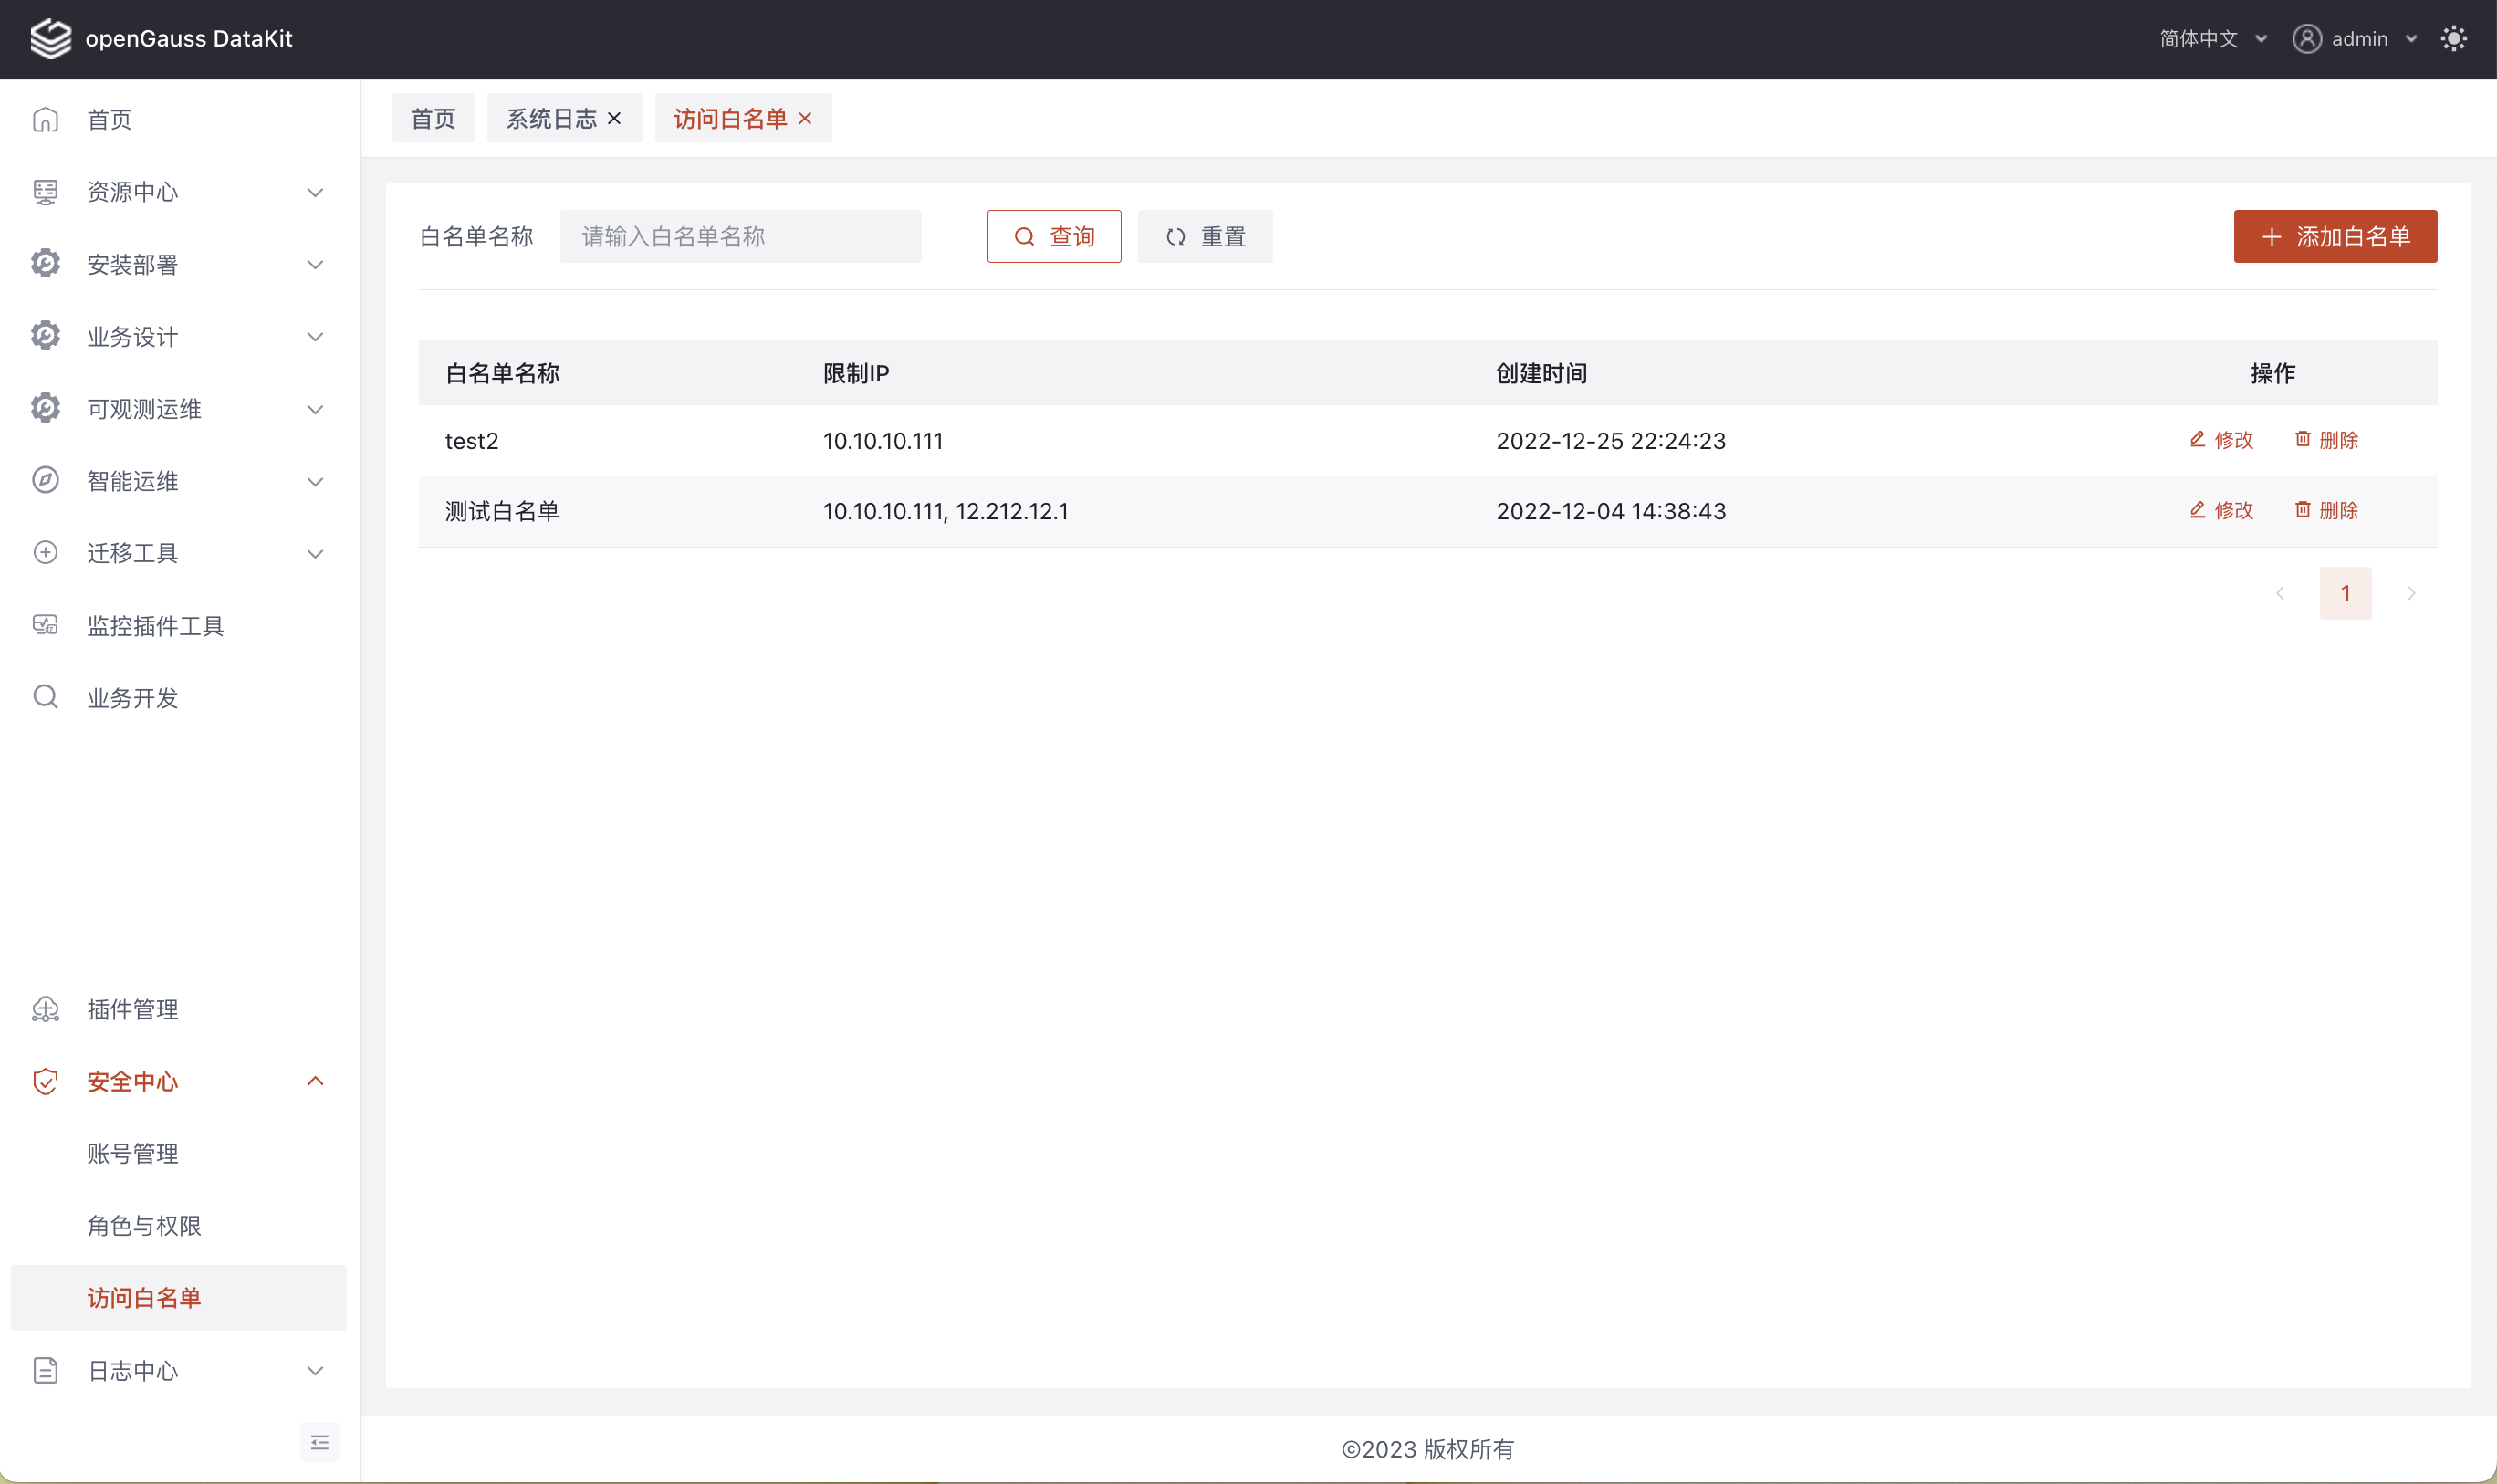 openGauss DataKit
简体中文
admin
首页
资源中心
安装部署
业务设计
可观测运维
智能运维
迁移工具
监控插件工具
业务开发
插件管理
安全中心
账号管理
角色与权限
访问白名单
日志中心
首页 系统日志 访问白名单
白名单名称 请输入白名单名称 查询 重置 添加白名单
白名单名称 限制IP 创建时间 操作
test2 10.10.10.111 2022-12-25 22:24:23 修改 删除
测试白名单 10.10.10.111, 12.212.12.1 2022-12-04 14:38:43 修改 删除
1
©2023 版权所有